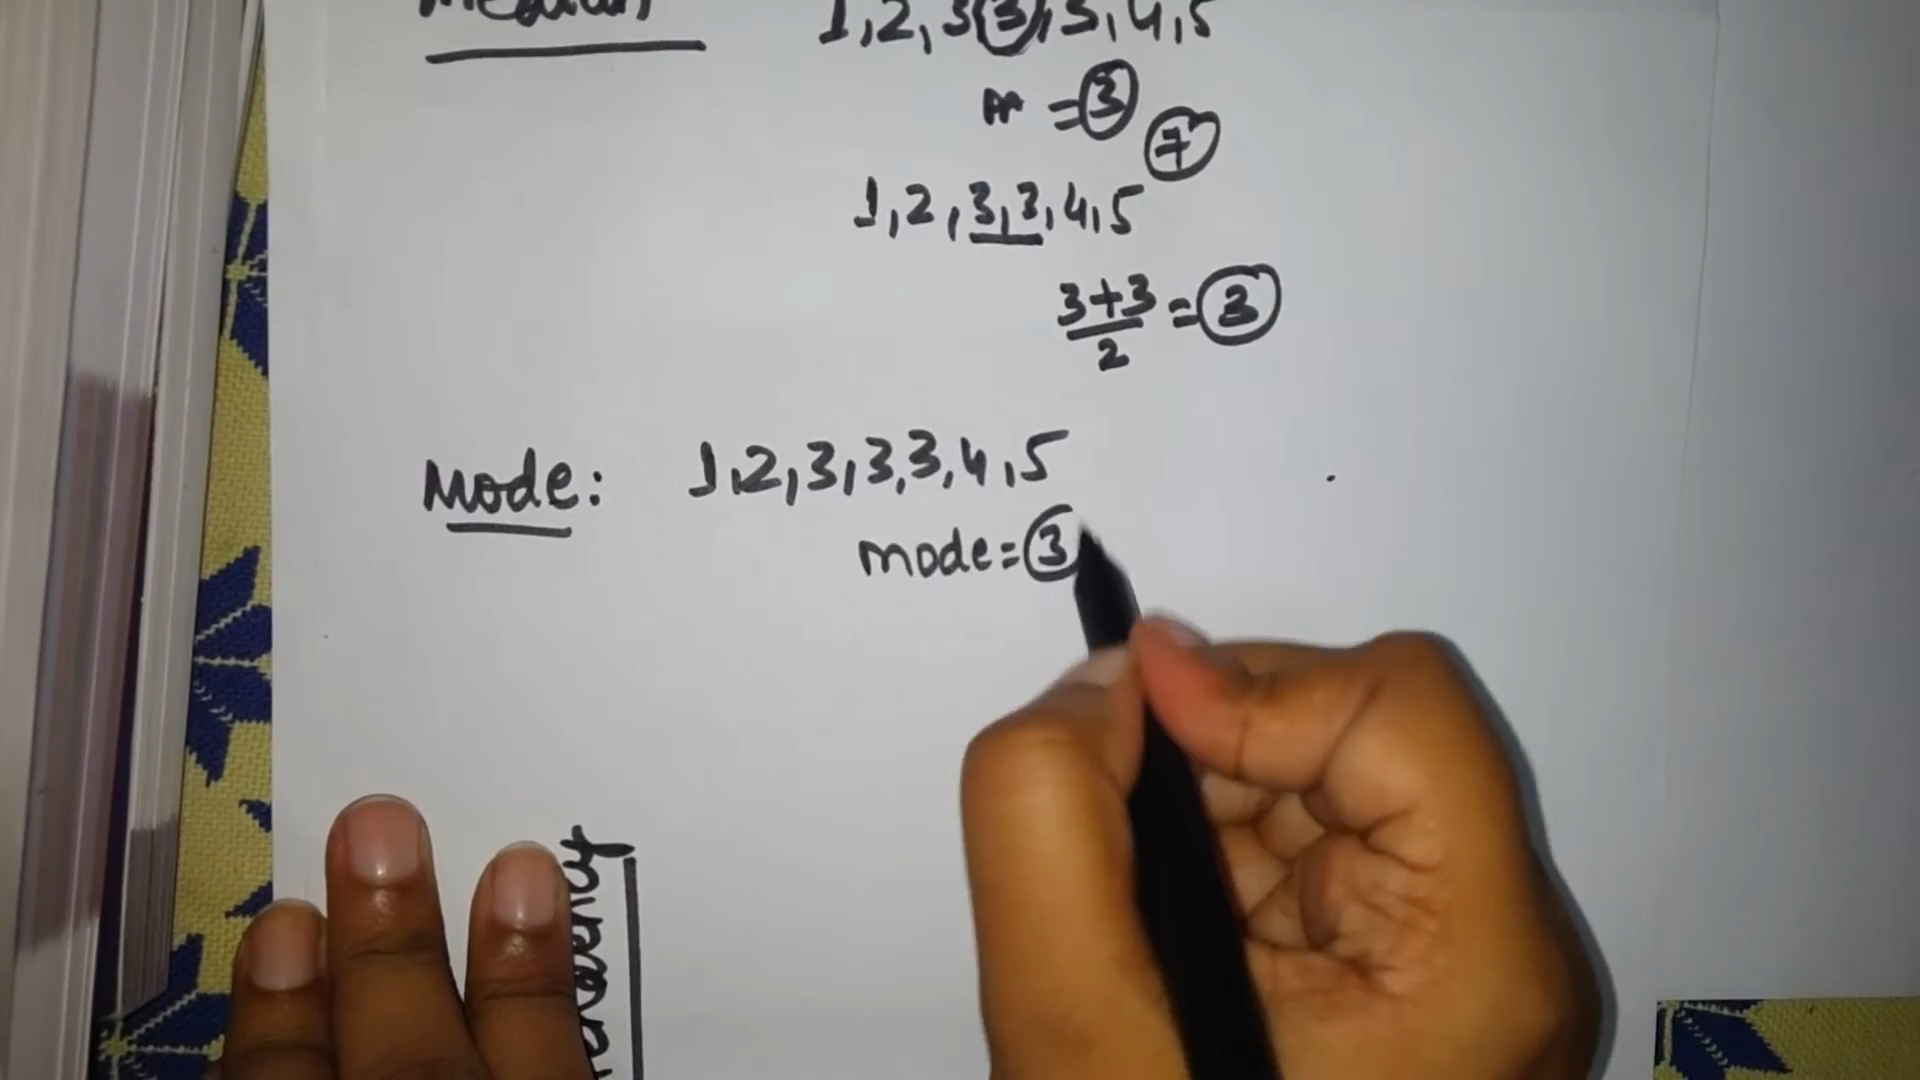 Median
1,2,3,3,3,4,5
m = 3
7
1,2,3,3,4,5
3+3
2
= 3
Mode: 1,2,3,3,3,4,5
mode=3